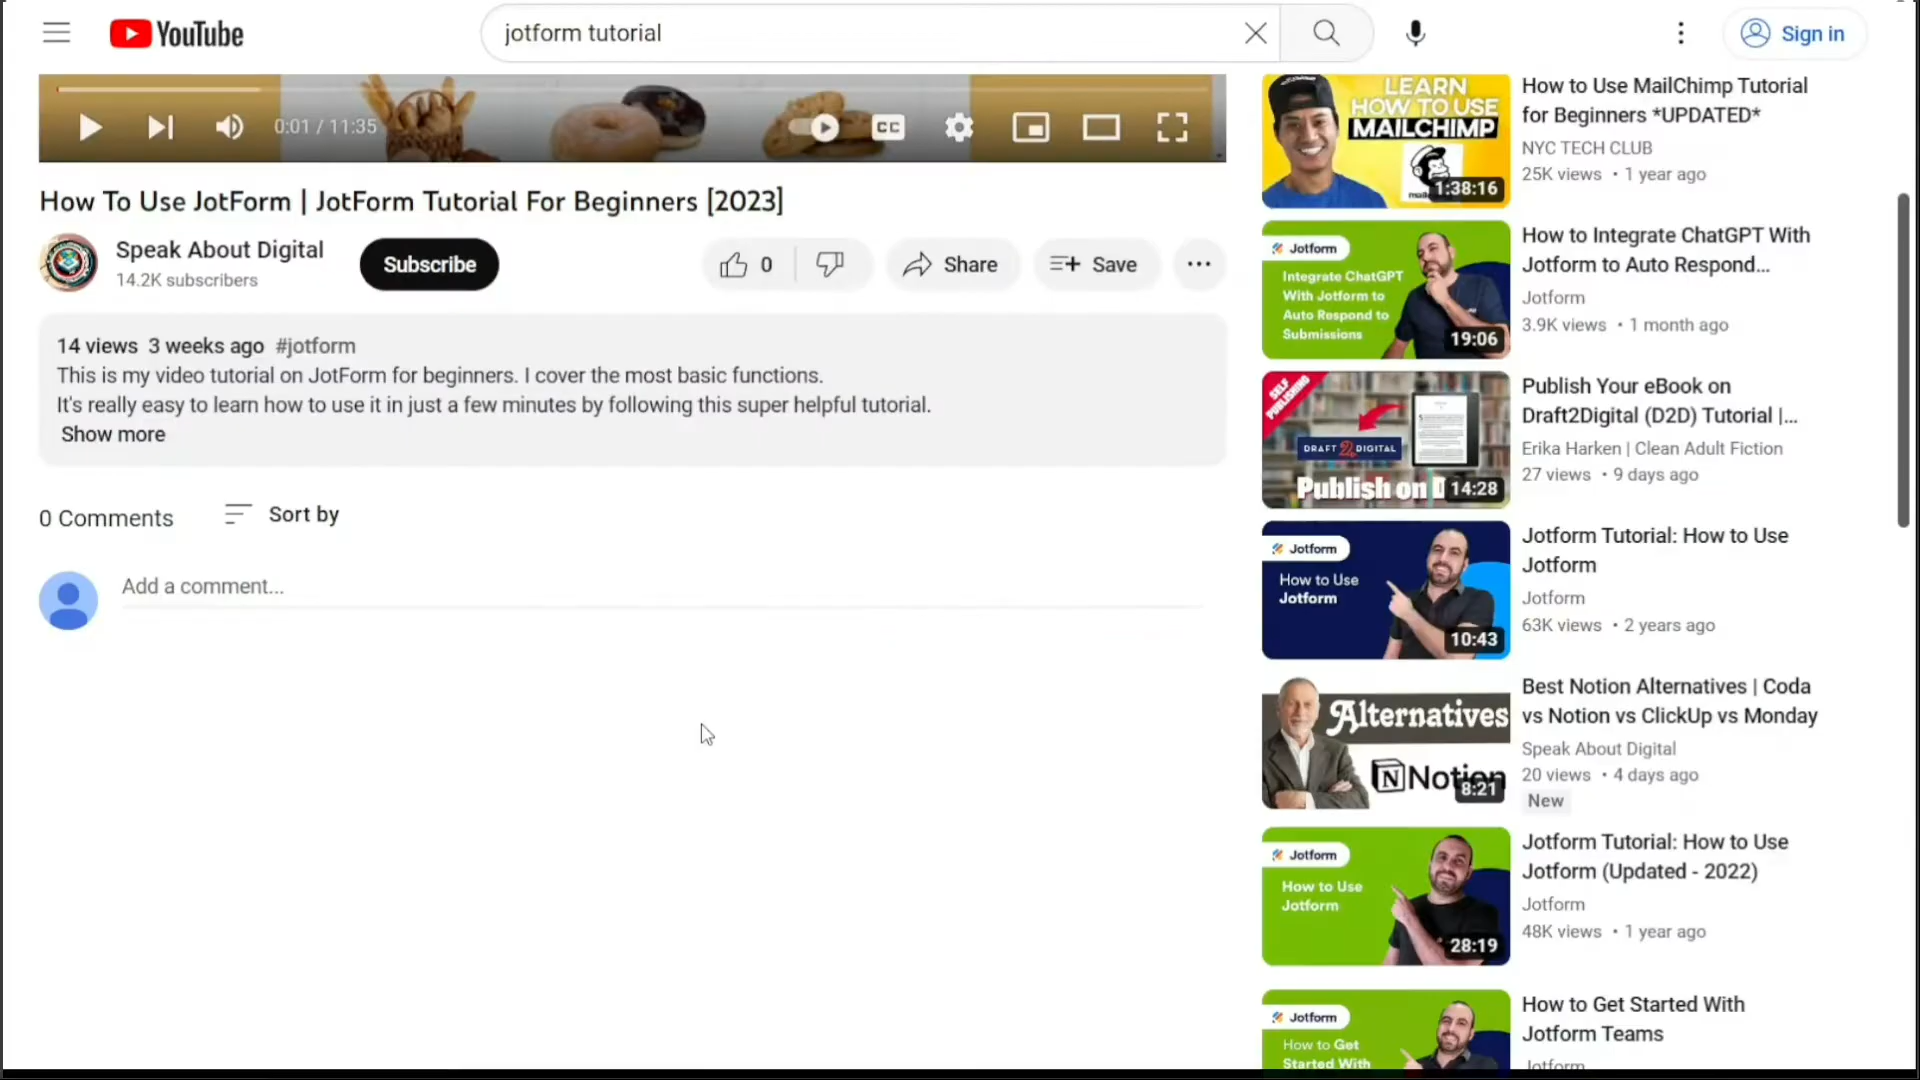 YouTube
jotform tutorial
Sign in
0:01 / 11:35
CC
How To Use JotForm | JotForm Tutorial For Beginners [2023]
Speak About Digital
14.2K subscribers
Subscribe
0
Share
Save
14 views 3 weeks ago #jotform
This is my video tutorial on JotForm for beginners. I cover the most basic functions.
It's really easy to learn how to use it in just a few minutes by following this super helpful tutorial.
Show more
0 Comments
Sort by
Add a comment...
LEARN
HOW TO USE
MAILCHIMP
1:38:16
How to Use MailChimp Tutorial
for Beginners *UPDATED*
NYC TECH CLUB
25K views • 1 year ago
Jotform
Integrate ChatGPT
With Jotform to
Auto Respond to
Submissions
19:06
How to Integrate ChatGPT With
Jotform to Auto Respond...
Jotform
3.9K views • 1 month ago
SELF
PUBLISHING
DRAFT 2 DIGITAL
Publish on D
14:28
Publish Your eBook on
Draft2Digital (D2D) Tutorial |...
Erika Harken | Clean Adult Fiction
27 views • 9 days ago
Jotform
How to Use
Jotform
10:43
Jotform Tutorial: How to Use
Jotform
Jotform
63K views • 2 years ago
Alternatives
Notion
8:21
Best Notion Alternatives | Coda
vs Notion vs ClickUp vs Monday
Speak About Digital
20 views • 4 days ago
New
Jotform
How to Use
Jotform
28:19
Jotform Tutorial: How to Use
Jotform (Updated - 2022)
Jotform
48K views • 1 year ago
Jotform
How to Get
Started With
How to Get Started With
Jotform Teams
Jotform